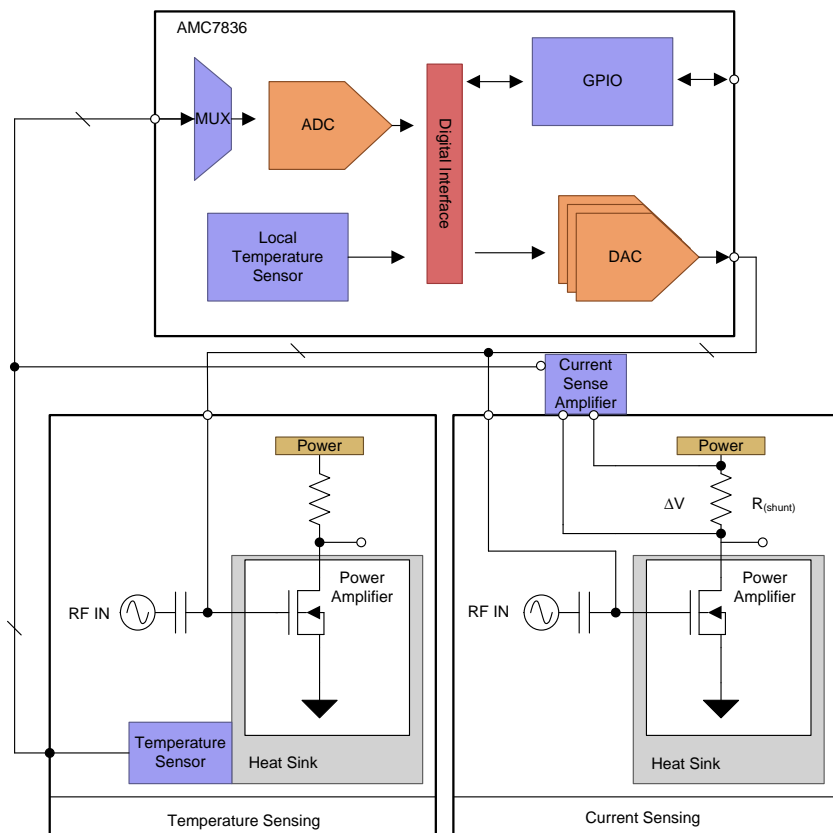 AMC7836
MUX
ADC
Digital Interface
GPIO
Local
Temperature
Sensor
DAC
Current
Sense
Amplifier
Power
RF IN
Power
Amplifier
Temperature
Sensor
Heat Sink
Temperature Sensing
Power
ΔV
R(shunt)
RF IN
Power
Amplifier
Heat Sink
Current Sensing